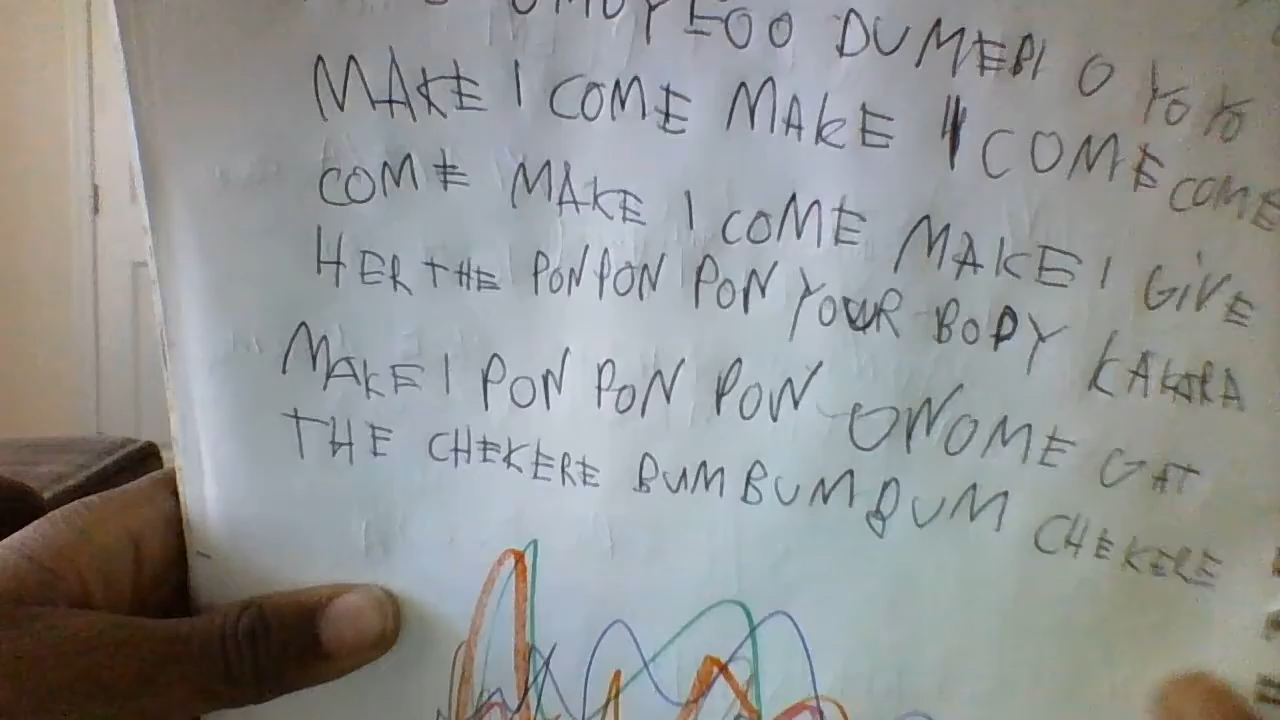 FOO DUMEBI O YO YO
MAKE I COME MAKE I COME COME
COME MAKE I COME MAKE I GIVE
HER THE PON PON PON YOUR BODY KAKARA
MAKE I PON PON PON ONOME GAT
THE CHEKERE BUM BUM BUM CHEKERE